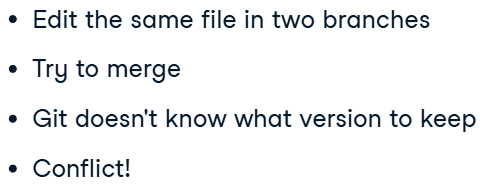 • Edit the same file in two branches
• Try to merge
• Git doesn't know what version to keep
• Conflict!